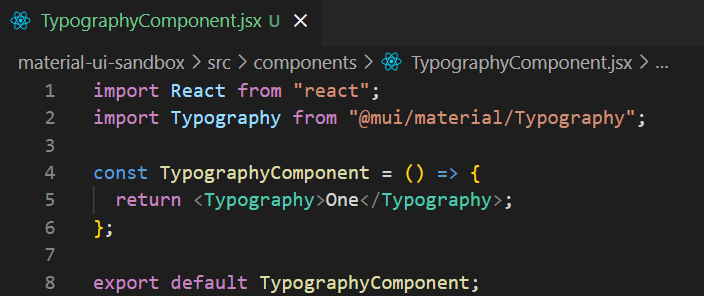 TypographyComponent.jsx U
material-ui-sandbox > src > components > TypographyComponent.jsx > ...
1 import React from "react";
2 import Typography from "@mui/material/Typography";
3
4 const TypographyComponent = () => {
5   return <Typography>One</Typography>;
6 };
7
8 export default TypographyComponent;